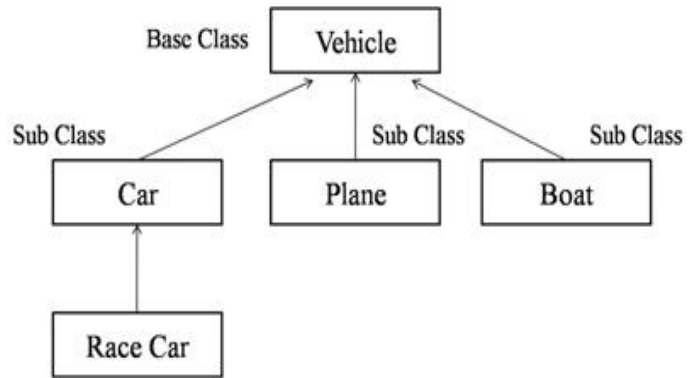 Base Class
Vehicle
Sub Class
Sub Class
Sub Class
Car
Plane
Boat
Race Car